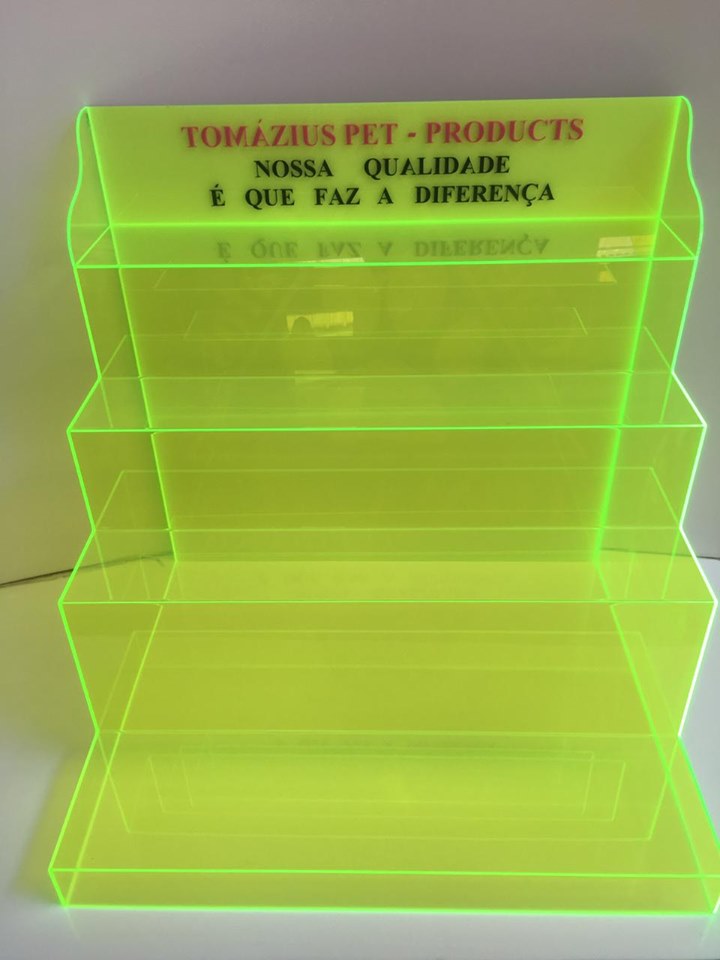 TOMÁZIUS PET - PRODUCTS
NOSSA QUALIDADE
É QUE FAZ A DIFERENÇA